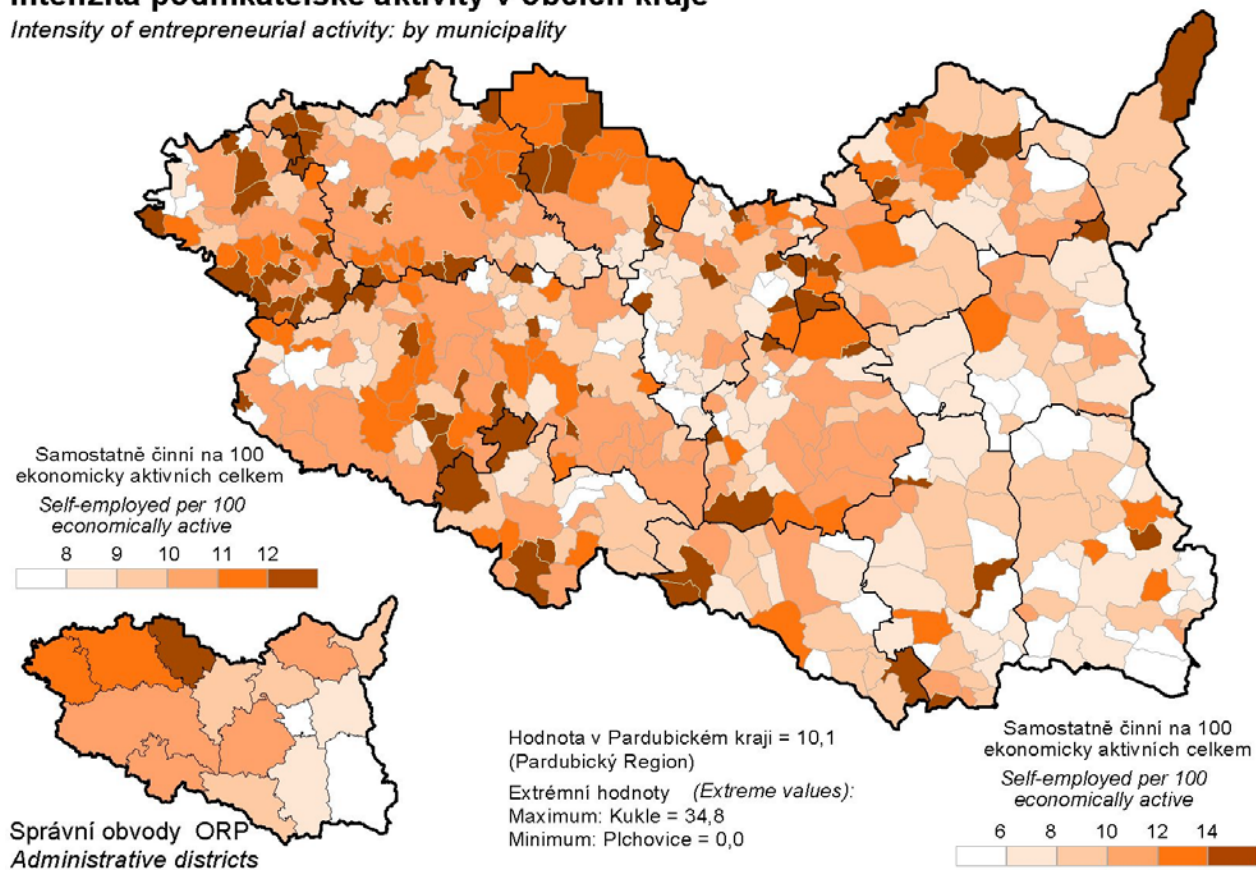 Intenzita podnikatelské aktivity v obcích kraje
Intensity of entrepreneurial activity: by municipality
Samostatně činní na 100
ekonomicky aktivních celkem
Self-employed per 100
economically active
8 9 10 11 12
Správní obvody ORP
Administrative districts
Hodnota v Pardubickém kraji = 10,1
(Pardubický Region)
Extrémní hodnoty (Extreme values):
Maximum: Kukle = 34,8
Minimum: Plchovice = 0,0
Samostatně činní na 100
ekonomicky aktivních celkem
Self-employed per 100
economically active
6 8 10 12 14